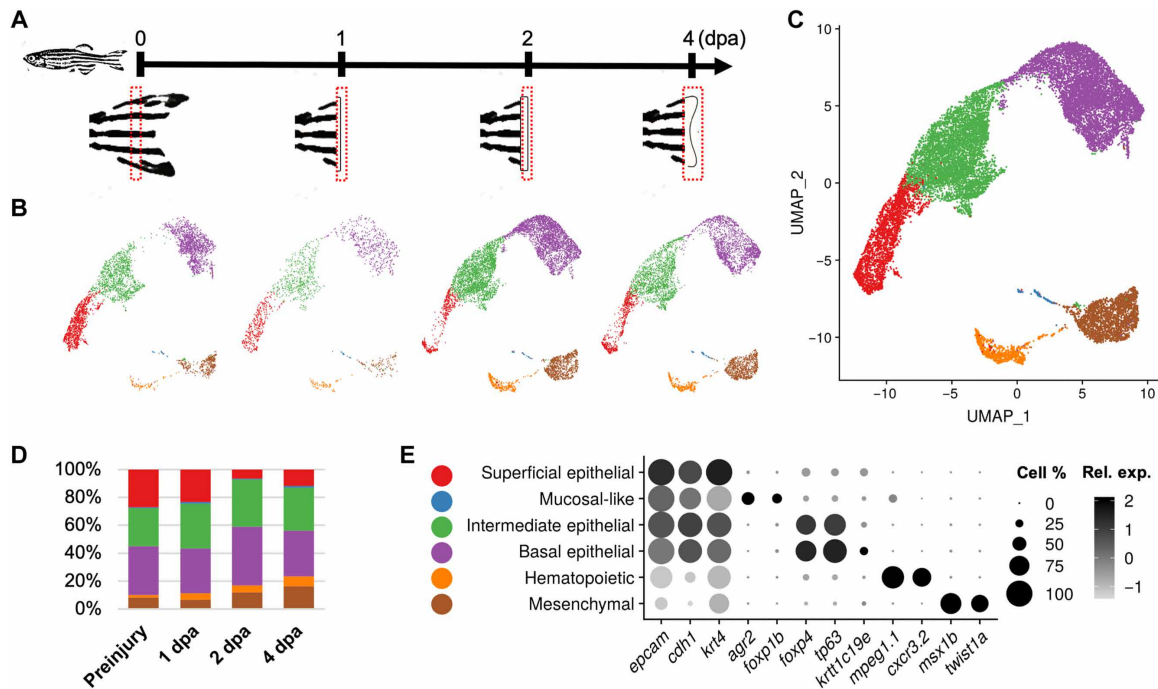 A
0 1 2 4 (dpa)
B
C
10
5
0
−5
−10
UMAP_2
−10 −5 0 5 10
UMAP_1
D
100%
80%
60%
40%
20%
0%
Preinjury
1 dpa
2 dpa
4 dpa
E
Superficial epithelial
Mucosal-like
Intermediate epithelial
Basal epithelial
Hematopoietic
Mesenchymal
epcam
cdh1
krt4
agr2
foxp1b
foxp4
tp63
krtt1c19e
mpeg1.1
cxcr3.2
msx1b
twist1a
Cell %
0
25
50
75
100
Rel. exp.
2
1
0
−1